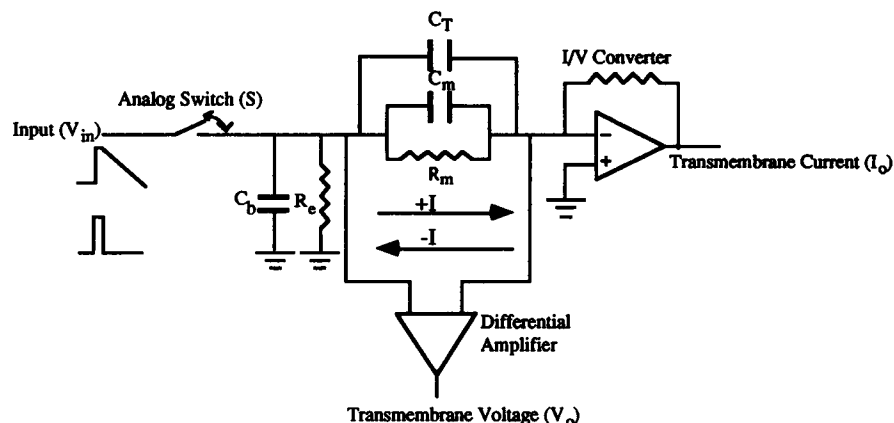 C_T
I/V Converter
C_m
Analog Switch (S)
Input (V_in)
−
+
Transmembrane Current (I_o)
R_m
C_b
R_e
+I
-I
Differential
Amplifier
Transmembrane Voltage (V_o)